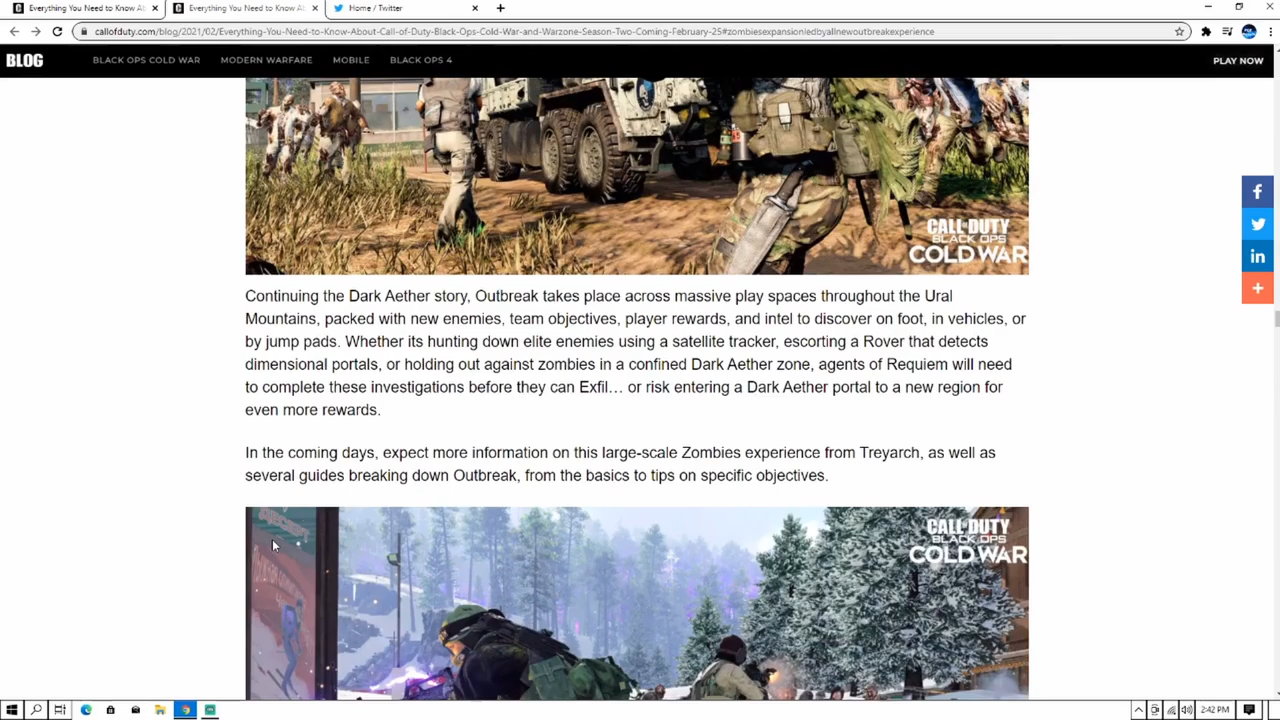 Everything You Need to Know Ab
Everything You Need to Know Ab
Home / Twitter
callofduty.com/blog/2021/02/Everything-You-Need-to-Know-About-Call-of-Duty-Black-Ops-Cold-War-and-Warzone-Season-Two-Coming-February-25#zombiesexpansionledbyallnewoutbreakexperience
BLOG
BLACK OPS COLD WAR
MODERN WARFARE
MOBILE
BLACK OPS 4
PLAY NOW
CALL OF DUTY
BLACK OPS
COLD WAR
Continuing the Dark Aether story, Outbreak takes place across massive play spaces throughout the Ural
Mountains, packed with new enemies, team objectives, player rewards, and intel to discover on foot, in vehicles, or
by jump pads. Whether its hunting down elite enemies using a satellite tracker, escorting a Rover that detects
dimensional portals, or holding out against zombies in a confined Dark Aether zone, agents of Requiem will need
to complete these investigations before they can Exfil… or risk entering a Dark Aether portal to a new region for
even more rewards.
In the coming days, expect more information on this large-scale Zombies experience from Treyarch, as well as
several guides breaking down Outbreak, from the basics to tips on specific objectives.
CALL OF DUTY
BLACK OPS
COLD WAR
2:42 PM